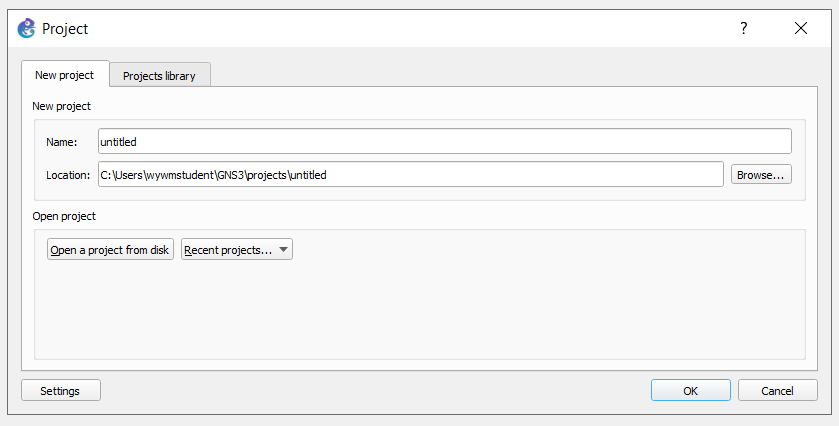 Project
?
New project
Projects library
New project
Name: untitled
Location: C:\Users\wywmstudent\GNS3\projects\untitled Browse...
Open project
Open a project from disk Recent projects...
Settings OK Cancel